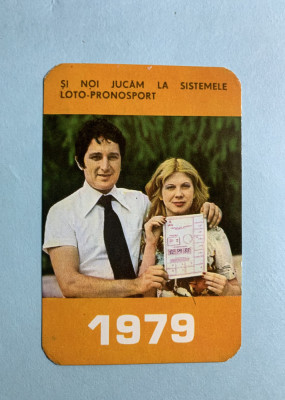 ȘI NOI JUCĂM LA SISTEMELE
LOTO-PRONOSPORT
1979